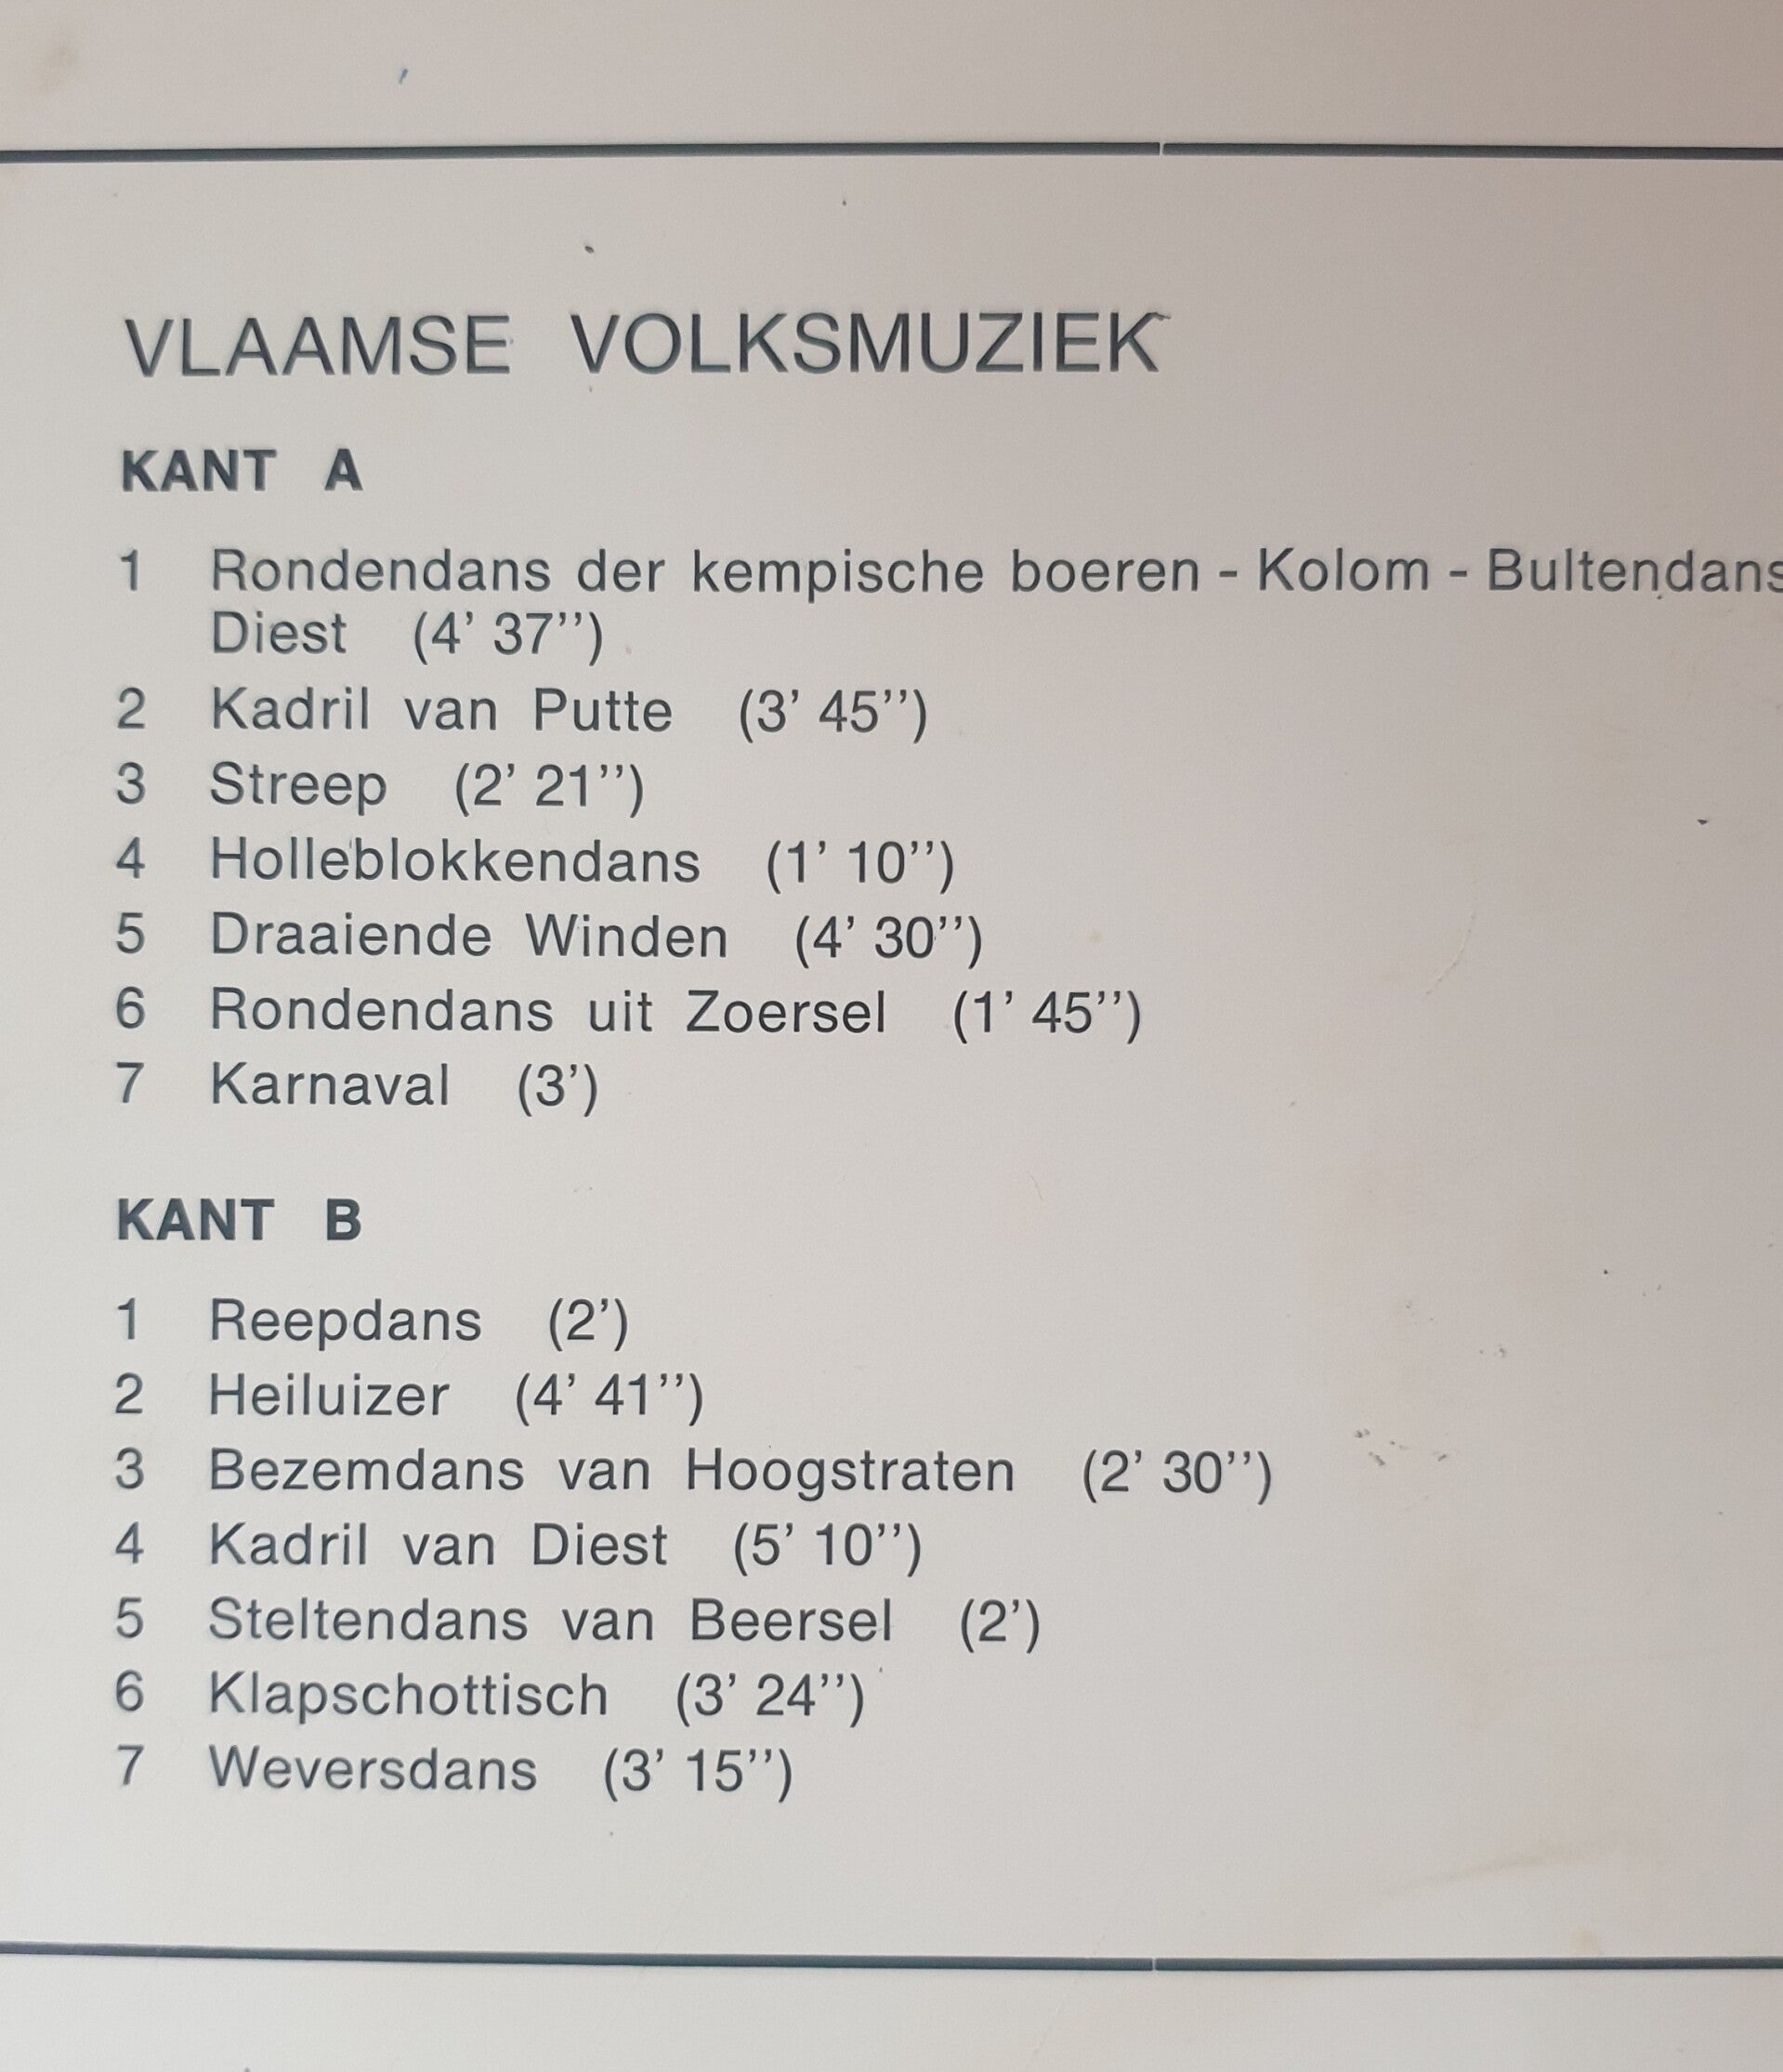 VLAAMSE VOLKSMUZIEK
KANT A
1 Rondendans der kempische boeren - Kolom - Bultendans
Diest (4’ 37’’)
2 Kadril van Putte (3’ 45’’)
3 Streep (2’ 21’’)
4 Holleblokkendans (1’ 10’’)
5 Draaiende Winden (4’ 30’’)
6 Rondendans uit Zoersel (1’ 45’’)
7 Karnaval (3’)
KANT B
1 Reepdans (2’)
2 Heiluizer (4’ 41’’)
3 Bezemdans van Hoogstraten (2’ 30’’)
4 Kadril van Diest (5’ 10’’)
5 Steltendans van Beersel (2’)
6 Klapschottisch (3’ 24’’)
7 Weversdans (3’ 15’’)